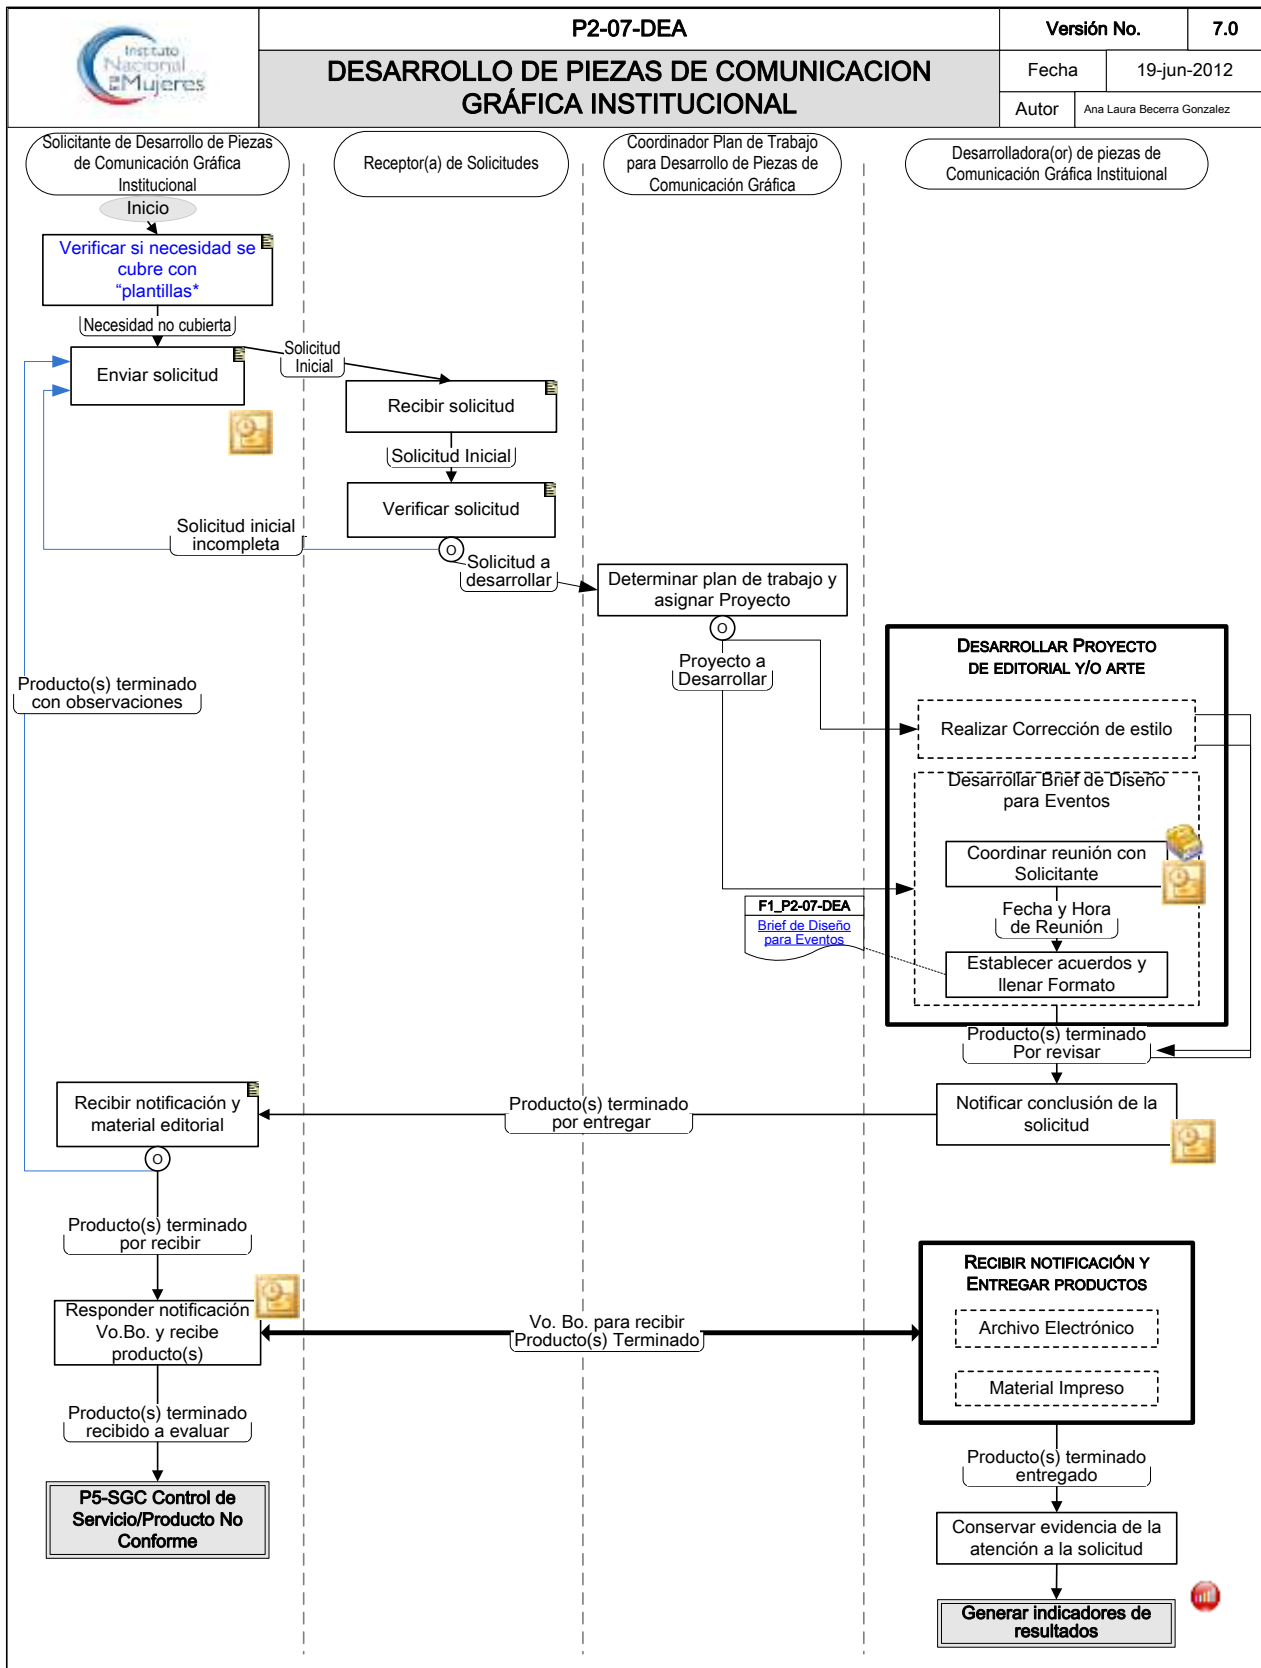 Instituto
Nacional
de las
Mujeres
P2-07-DEA
Versión No.
7.0
DESARROLLO DE PIEZAS DE COMUNICACION
GRÁFICA INSTITUCIONAL
Fecha
19-jun-2012
Autor
Ana Laura Becerra Gonzalez
Solicitante de Desarrollo de Piezas
de Comunicación Gráfica
Institucional
Receptor(a) de Solicitudes
Coordinador Plan de Trabajo
para Desarrollo de Piezas de
Comunicación Gráfica
Desarrolladora(or) de piezas de
Comunicación Gráfica Instituional
Inicio
Verificar si necesidad se
cubre con
“plantillas*
Necesidad no cubierta
Enviar solicitud
Solicitud
Inicial
Recibir solicitud
Solicitud Inicial
Verificar solicitud
O
Solicitud inicial
incompleta
Solicitud a
desarrollar
Determinar plan de trabajo y
asignar Proyecto
O
Proyecto a
Desarrollar
DESARROLLAR PROYECTO
DE EDITORIAL Y/O ARTE
Realizar Corrección de estilo
Desarrollar Brief de Diseño
para Eventos
Coordinar reunión con
Solicitante
Fecha y Hora
de Reunión
Establecer acuerdos y
llenar Formato
F1_P2-07-DEA
Brief de Diseño
para Eventos
Producto(s) terminado
con observaciones
Producto(s) terminado
Por revisar
Notificar conclusión de la
solicitud
Producto(s) terminado
por entregar
Recibir notificación y
material editorial
O
Producto(s) terminado
por recibir
Responder notificación
Vo.Bo. y recibe
producto(s)
Vo. Bo. para recibir
Producto(s) Terminado
RECIBIR NOTIFICACIÓN Y
ENTREGAR PRODUCTOS
Archivo Electrónico
Material Impreso
Producto(s) terminado
recibido a evaluar
P5-SGC Control de
Servicio/Producto No
Conforme
Producto(s) terminado
entregado
Conservar evidencia de la
atención a la solicitud
Generar indicadores de
resultados